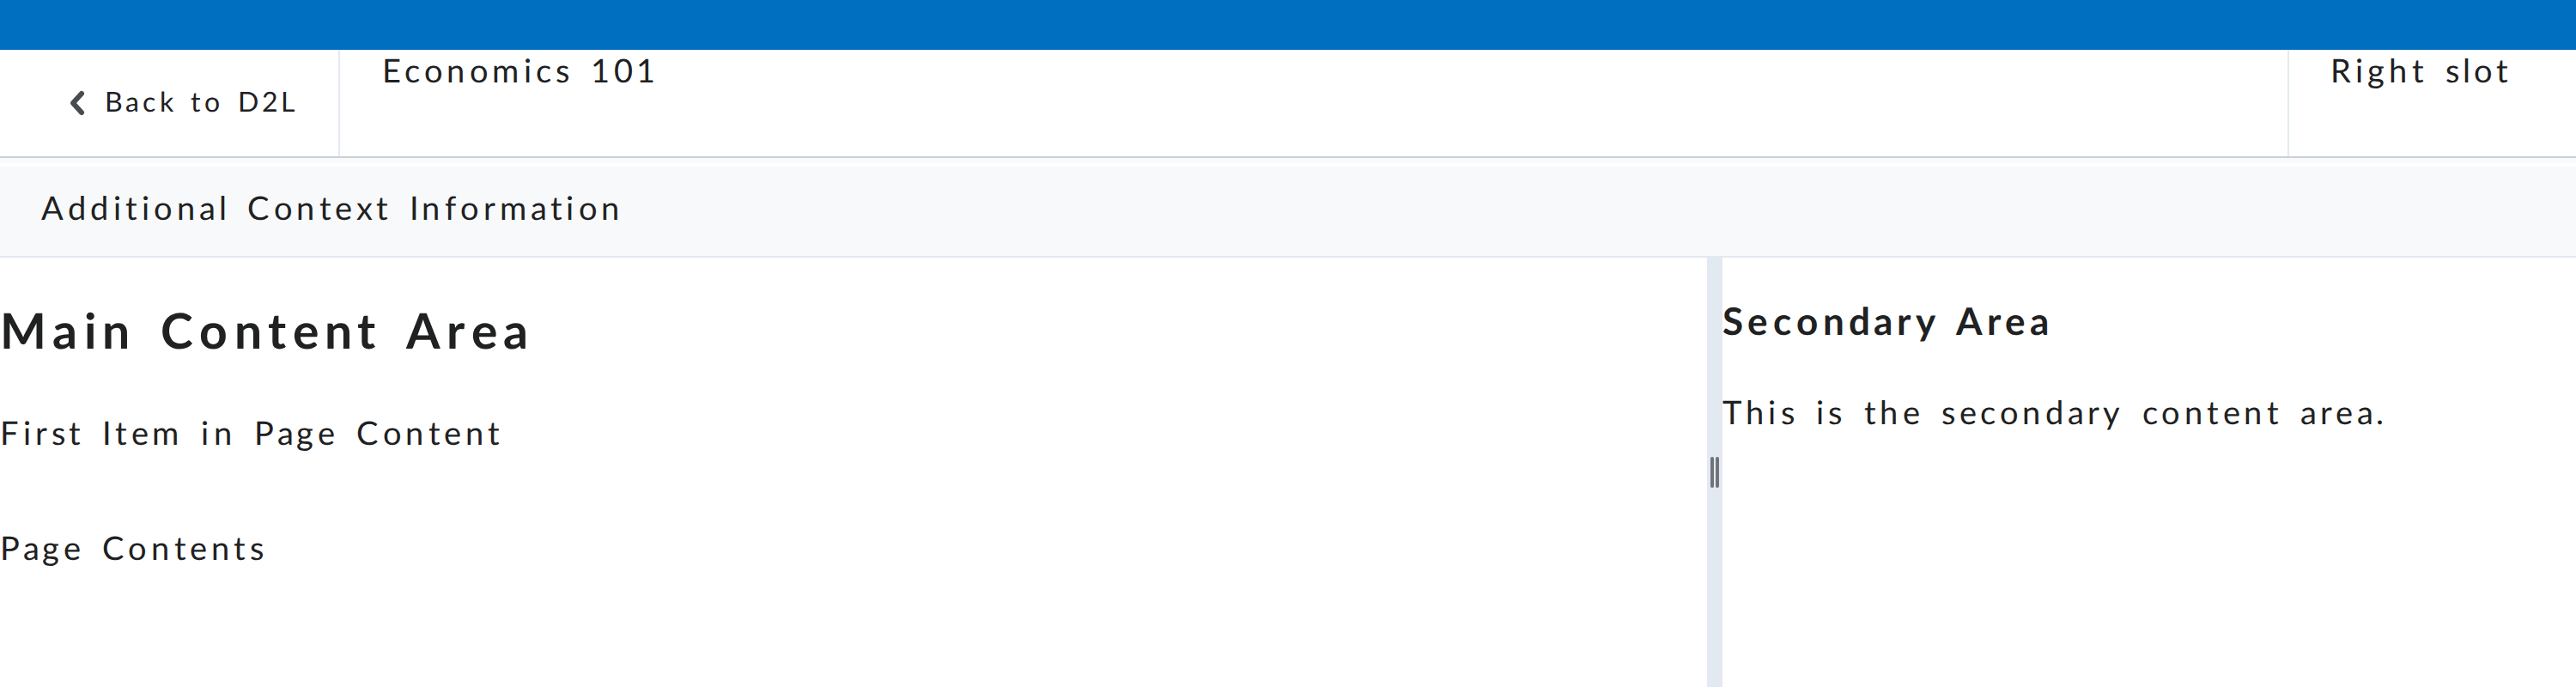 Back to D2L
Economics 101
Right slot
Additional Context Information
Main Content Area
First Item in Page Content
Page Contents
Secondary Area
This is the secondary content area.